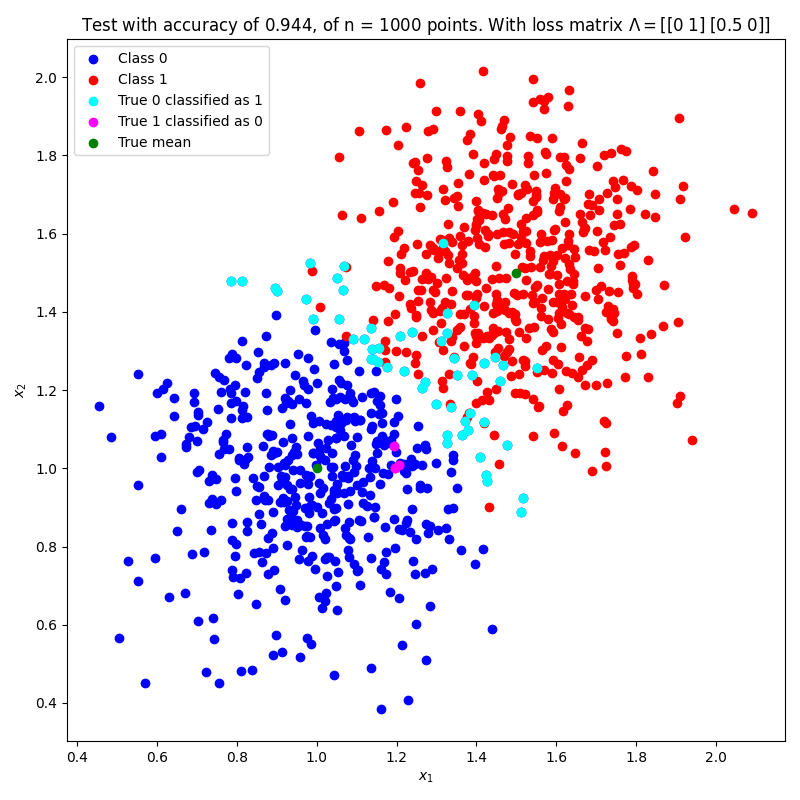 Test with accuracy of 0.944, of n = 1000 points. With loss matrix Λ = [[0 1] [0.5 0]]
Class 0
Class 1
True 0 classified as 1
True 1 classified as 0
True mean
2.0
1.8
1.6
1.4
1.2
1.0
0.8
0.6
0.4
x₂
0.4 0.6 0.8 1.0 1.2 1.4 1.6 1.8 2.0
x₁